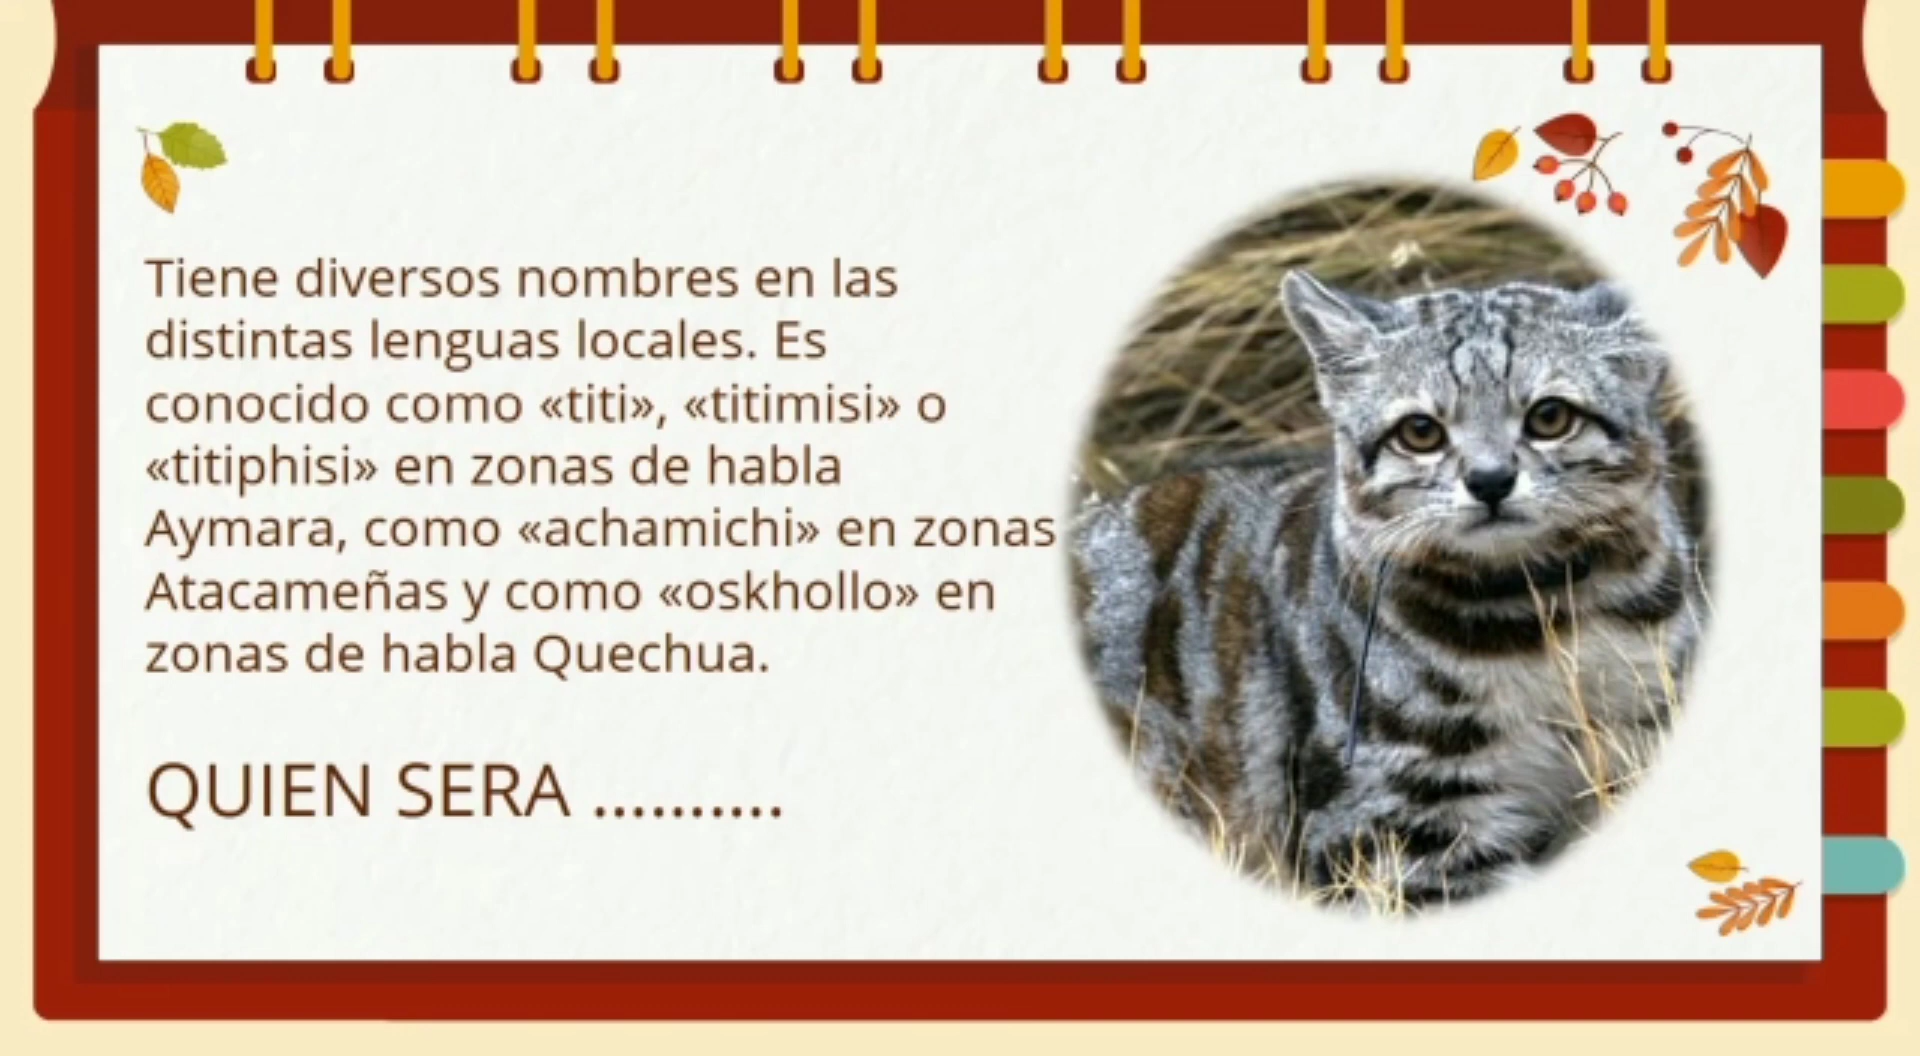 Tiene diversos nombres en las
distintas lenguas locales. Es
conocido como «titi», «titimisi» o
«titiphisi» en zonas de habla
Aymara, como «achamichi» en zonas
Atacameñas y como «oskhollo» en
zonas de habla Quechua.
QUIEN SERA ..........